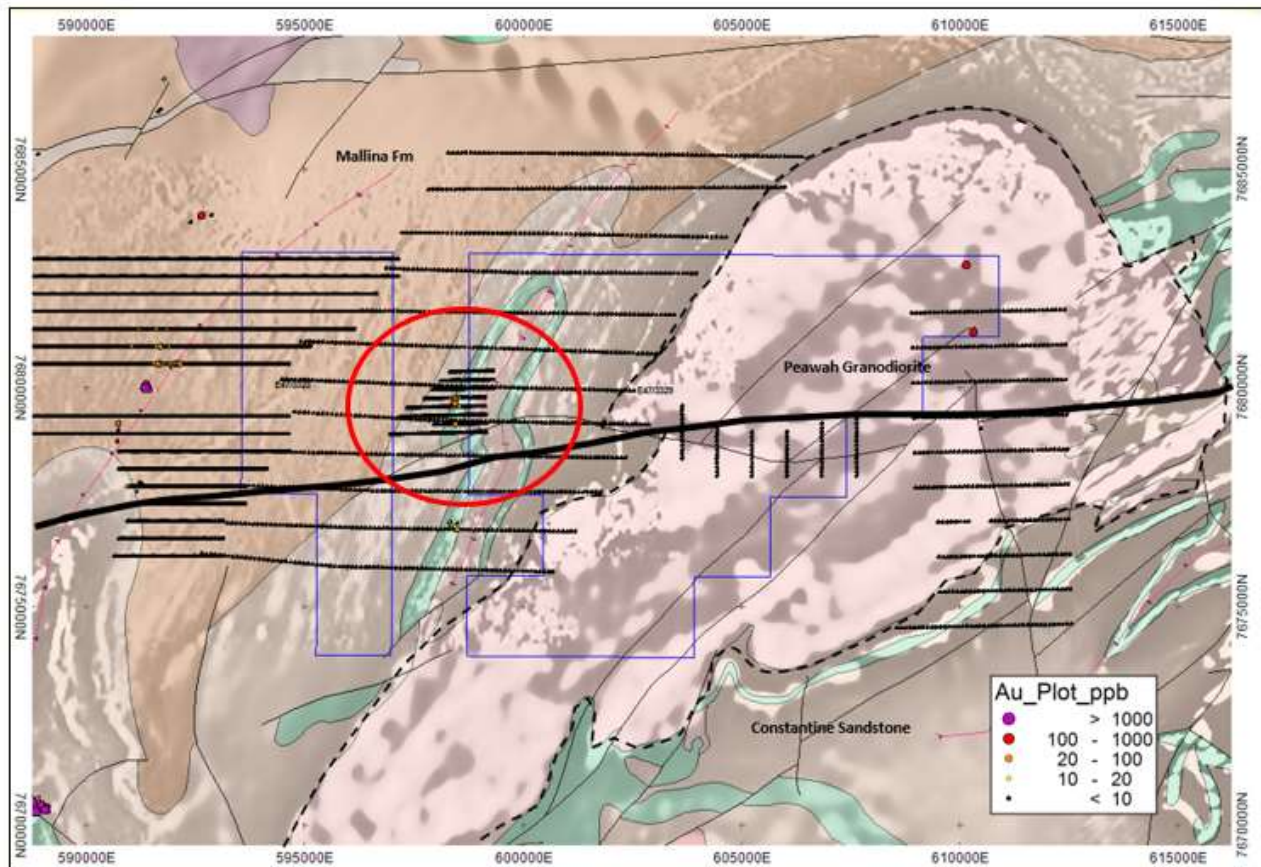 590000E 595000E 600000E 605000E 610000E 615000E
7685000N 7685000N
Mallina Fm
7680000N 7680000N
Peawah Granodiorite
7675000N 7675000N
Au_Plot_ppb
> 1000
100 - 1000
20 - 100
10 - 20
< 10
Constantine Sandstone
7670000N 7670000N
590000E 595000E 600000E 605000E 610000E 615000E